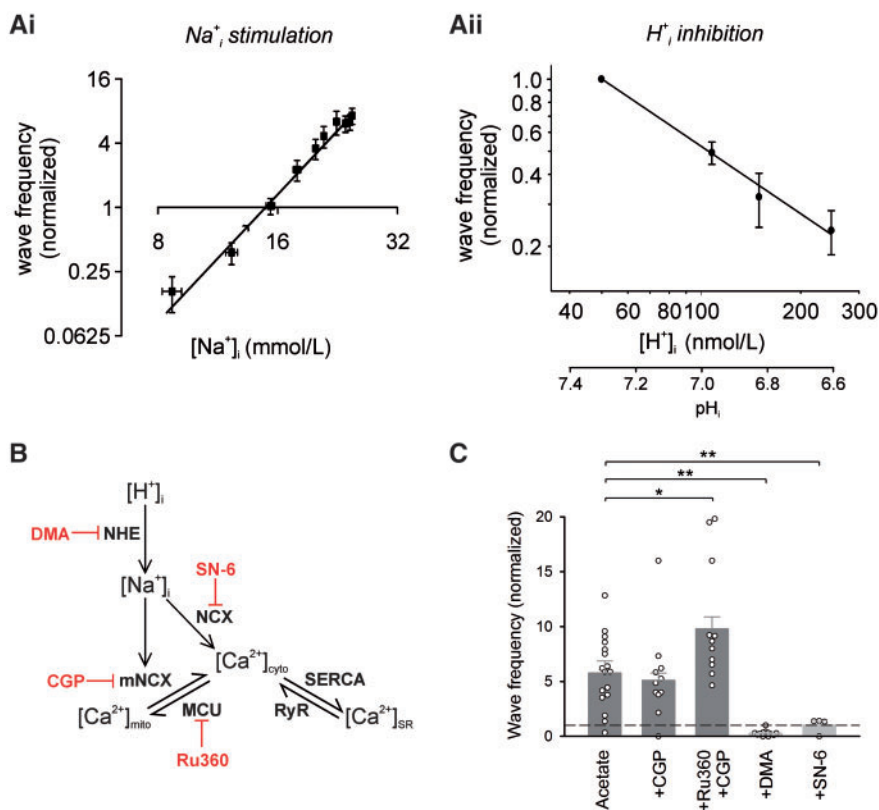 Ai
Na⁺ᵢ stimulation
16
4
1
0.25
0.0625
wave frequency
(normalized)
8
16
32
[Na⁺]ᵢ (mmol/L)
Aii
H⁺ᵢ inhibition
1.0
0.8
0.6
0.4
0.2
wave frequency
(normalized)
40
60
80
100
200
300
[H⁺]ᵢ (nmol/L)
7.4
7.2
7.0
6.8
6.6
pHᵢ
B
[H⁺]ᵢ
DMA
NHE
[Na⁺]ᵢ
SN-6
NCX
CGP
mNCX
[Ca²⁺]cyto
SERCA
[Ca²⁺]mito
MCU
RyR
[Ca²⁺]SR
Ru360
C
**
**
*
Wave frequency (normalized)
20
15
10
5
0
Acetate
+CGP
+Ru360
+CGP
+DMA
+SN-6